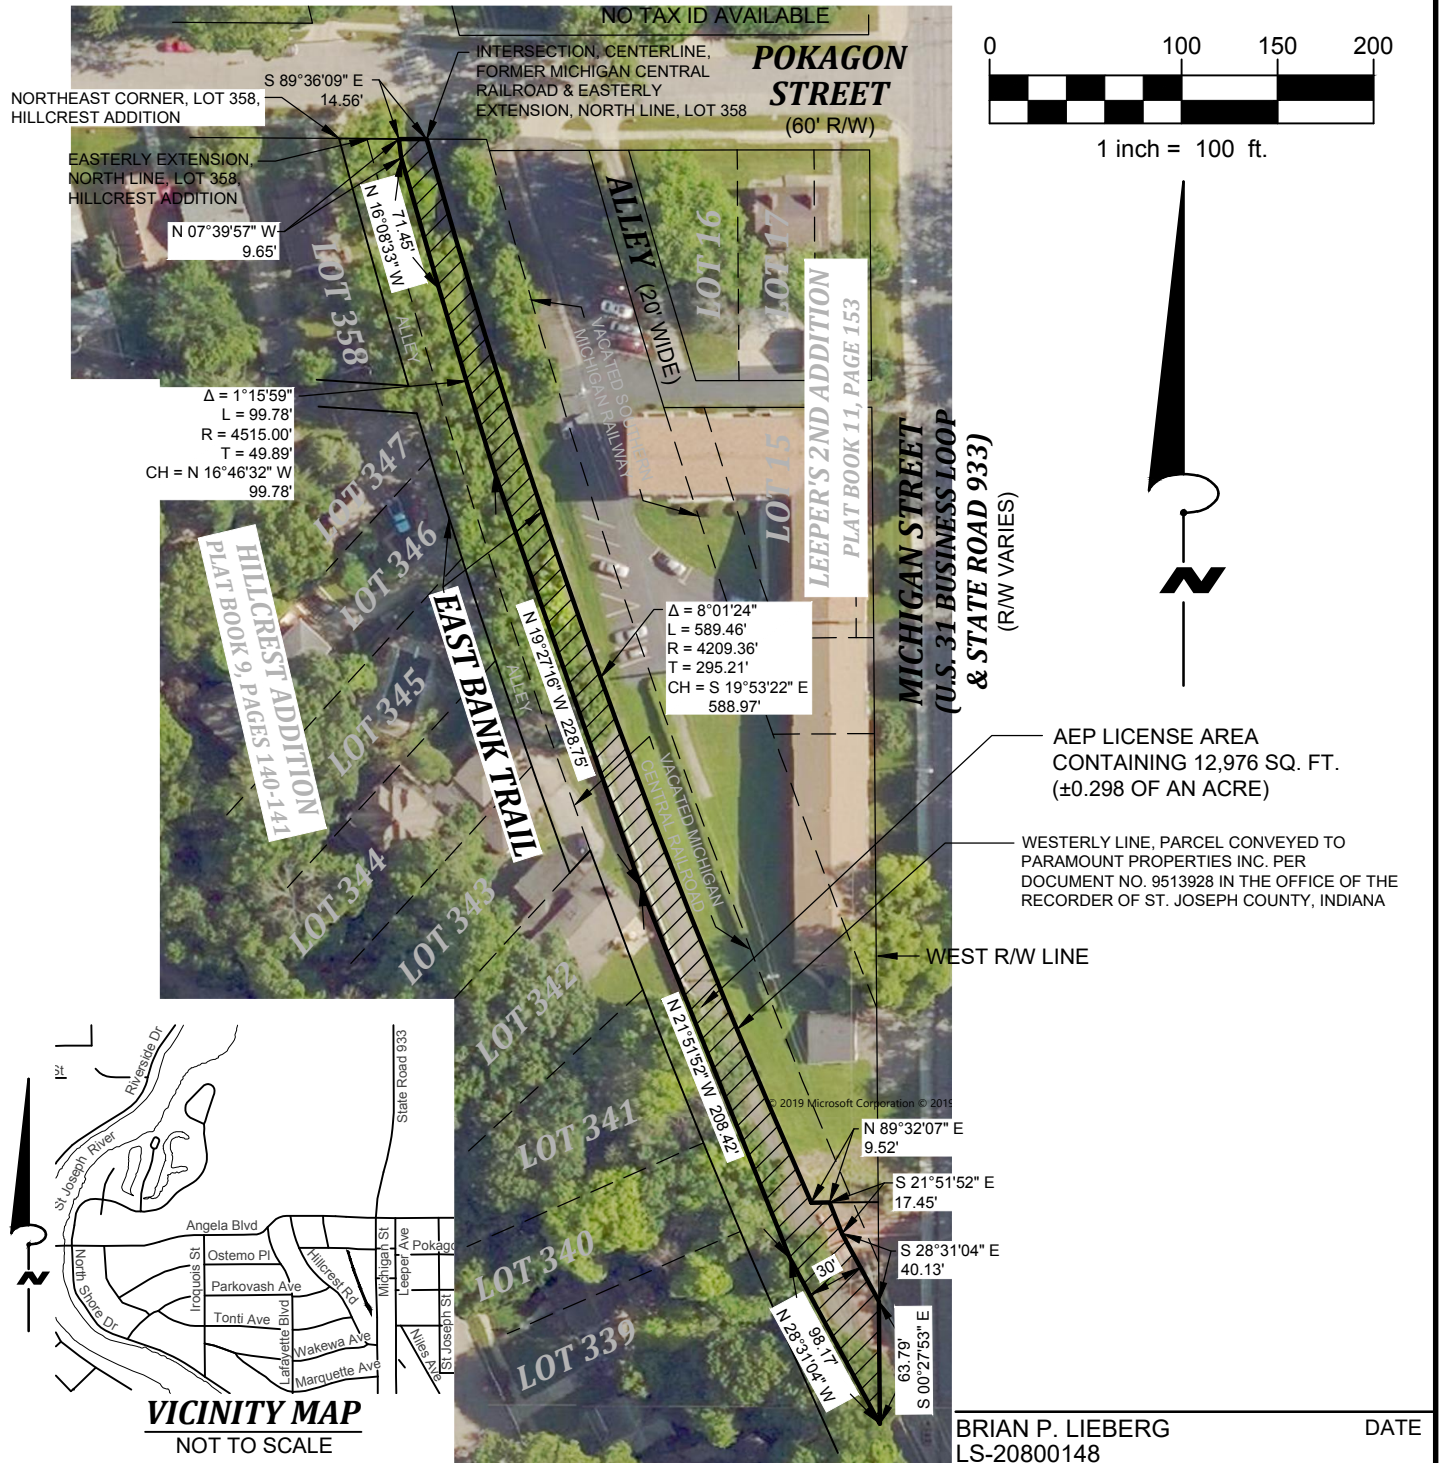 NO TAX ID AVAILABLE
INTERSECTION, CENTERLINE,
FORMER MICHIGAN CENTRAL
RAILROAD & EASTERLY
EXTENSION, NORTH LINE, LOT 358
POKAGON
STREET
(60' R/W)
S 89°36'09" E
14.56'
NORTHEAST CORNER, LOT 358,
HILLCREST ADDITION
EASTERLY EXTENSION,
NORTH LINE, LOT 358,
HILLCREST ADDITION
N 07°39'57" W
9.65'
71.45'
N 16°08'33" W
0
100
150
200
1 inch = 100 ft.
ALLEY (20' WIDE)
LOT 16
LOT 17
LOT 358
ALLEY
VACATED SOUTHERN
MICHIGAN RAILWAY
LEEPER'S 2ND ADDITION
PLAT BOOK 11, PAGE 153
LOT 15
MICHIGAN STREET
(U.S. 31 BUSINESS LOOP
& STATE ROAD 933)
(R/W VARIES)
N
Δ = 1°15'59"
L = 99.78'
R = 4515.00'
T = 49.89'
CH = N 16°46'32" W
99.78'
LOT 347
LOT 346
LOT 345
LOT 344
LOT 343
LOT 342
LOT 341
LOT 340
LOT 339
HILLCREST ADDITION
PLAT BOOK 9, PAGES 140-141
EAST BANK TRAIL
ALLEY
N 19°27'16" W 228.75'
Δ = 8°01'24"
L = 589.46'
R = 4209.36'
T = 295.21'
CH = S 19°53'22" E
588.97'
VACATED MICHIGAN
CENTRAL RAILROAD
AEP LICENSE AREA
CONTAINING 12,976 SQ. FT.
(±0.298 OF AN ACRE)
WESTERLY LINE, PARCEL CONVEYED TO
PARAMOUNT PROPERTIES INC. PER
DOCUMENT NO. 9513928 IN THE OFFICE OF THE
RECORDER OF ST. JOSEPH COUNTY, INDIANA
WEST R/W LINE
N 21°51'52" W 208.42'
© 2019 Microsoft Corporation © 2019
N 89°32'07" E
9.52'
S 21°51'52" E
17.45'
S 28°31'04" E
40.13'
30'
98.17'
N 28°31'04" W
63.79'
S 00°27'53" E
St
Riverside Dr
St Joseph River
State Road 933
Angela Blvd
Ostemo Pl
Parkovash Ave
Tonti Ave
Wakewa Ave
Marquette Ave
North Shore Dr
Iroquois St
Lafayette Blvd
Hillcrest Rd
Michigan St
Leeper Ave
Pokago
Niles Ave
St Joseph St
N
VICINITY MAP
NOT TO SCALE
BRIAN P. LIEBERG
LS-20800148
DATE